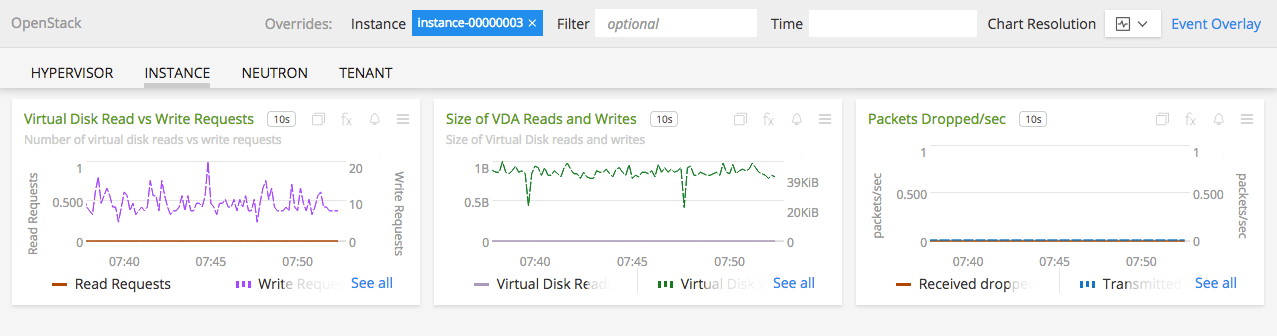 OpenStack Overrides: Instance instance-00000003 × Filter optional Time Chart Resolution Event Overlay
HYPERVISOR INSTANCE NEUTRON TENANT
Virtual Disk Read vs Write Requests 10s fx
Number of virtual disk reads vs write requests
1 20
0.500 10
0 0
Read Requests
Write Requests
07:40 07:45 07:50
Read Requests Write Requests See all
Size of VDA Reads and Writes 10s fx
Size of Virtual Disk reads and writes
1B 39KiB
0.5B 20KiB
0 0
07:40 07:45 07:50
Virtual Disk Read Virtual Disk See all
Packets Dropped/sec 10s fx
1 1
0.500 0.500
0 0
packets/sec
packets/sec
07:40 07:45 07:50
Received droppe Transmitted See all